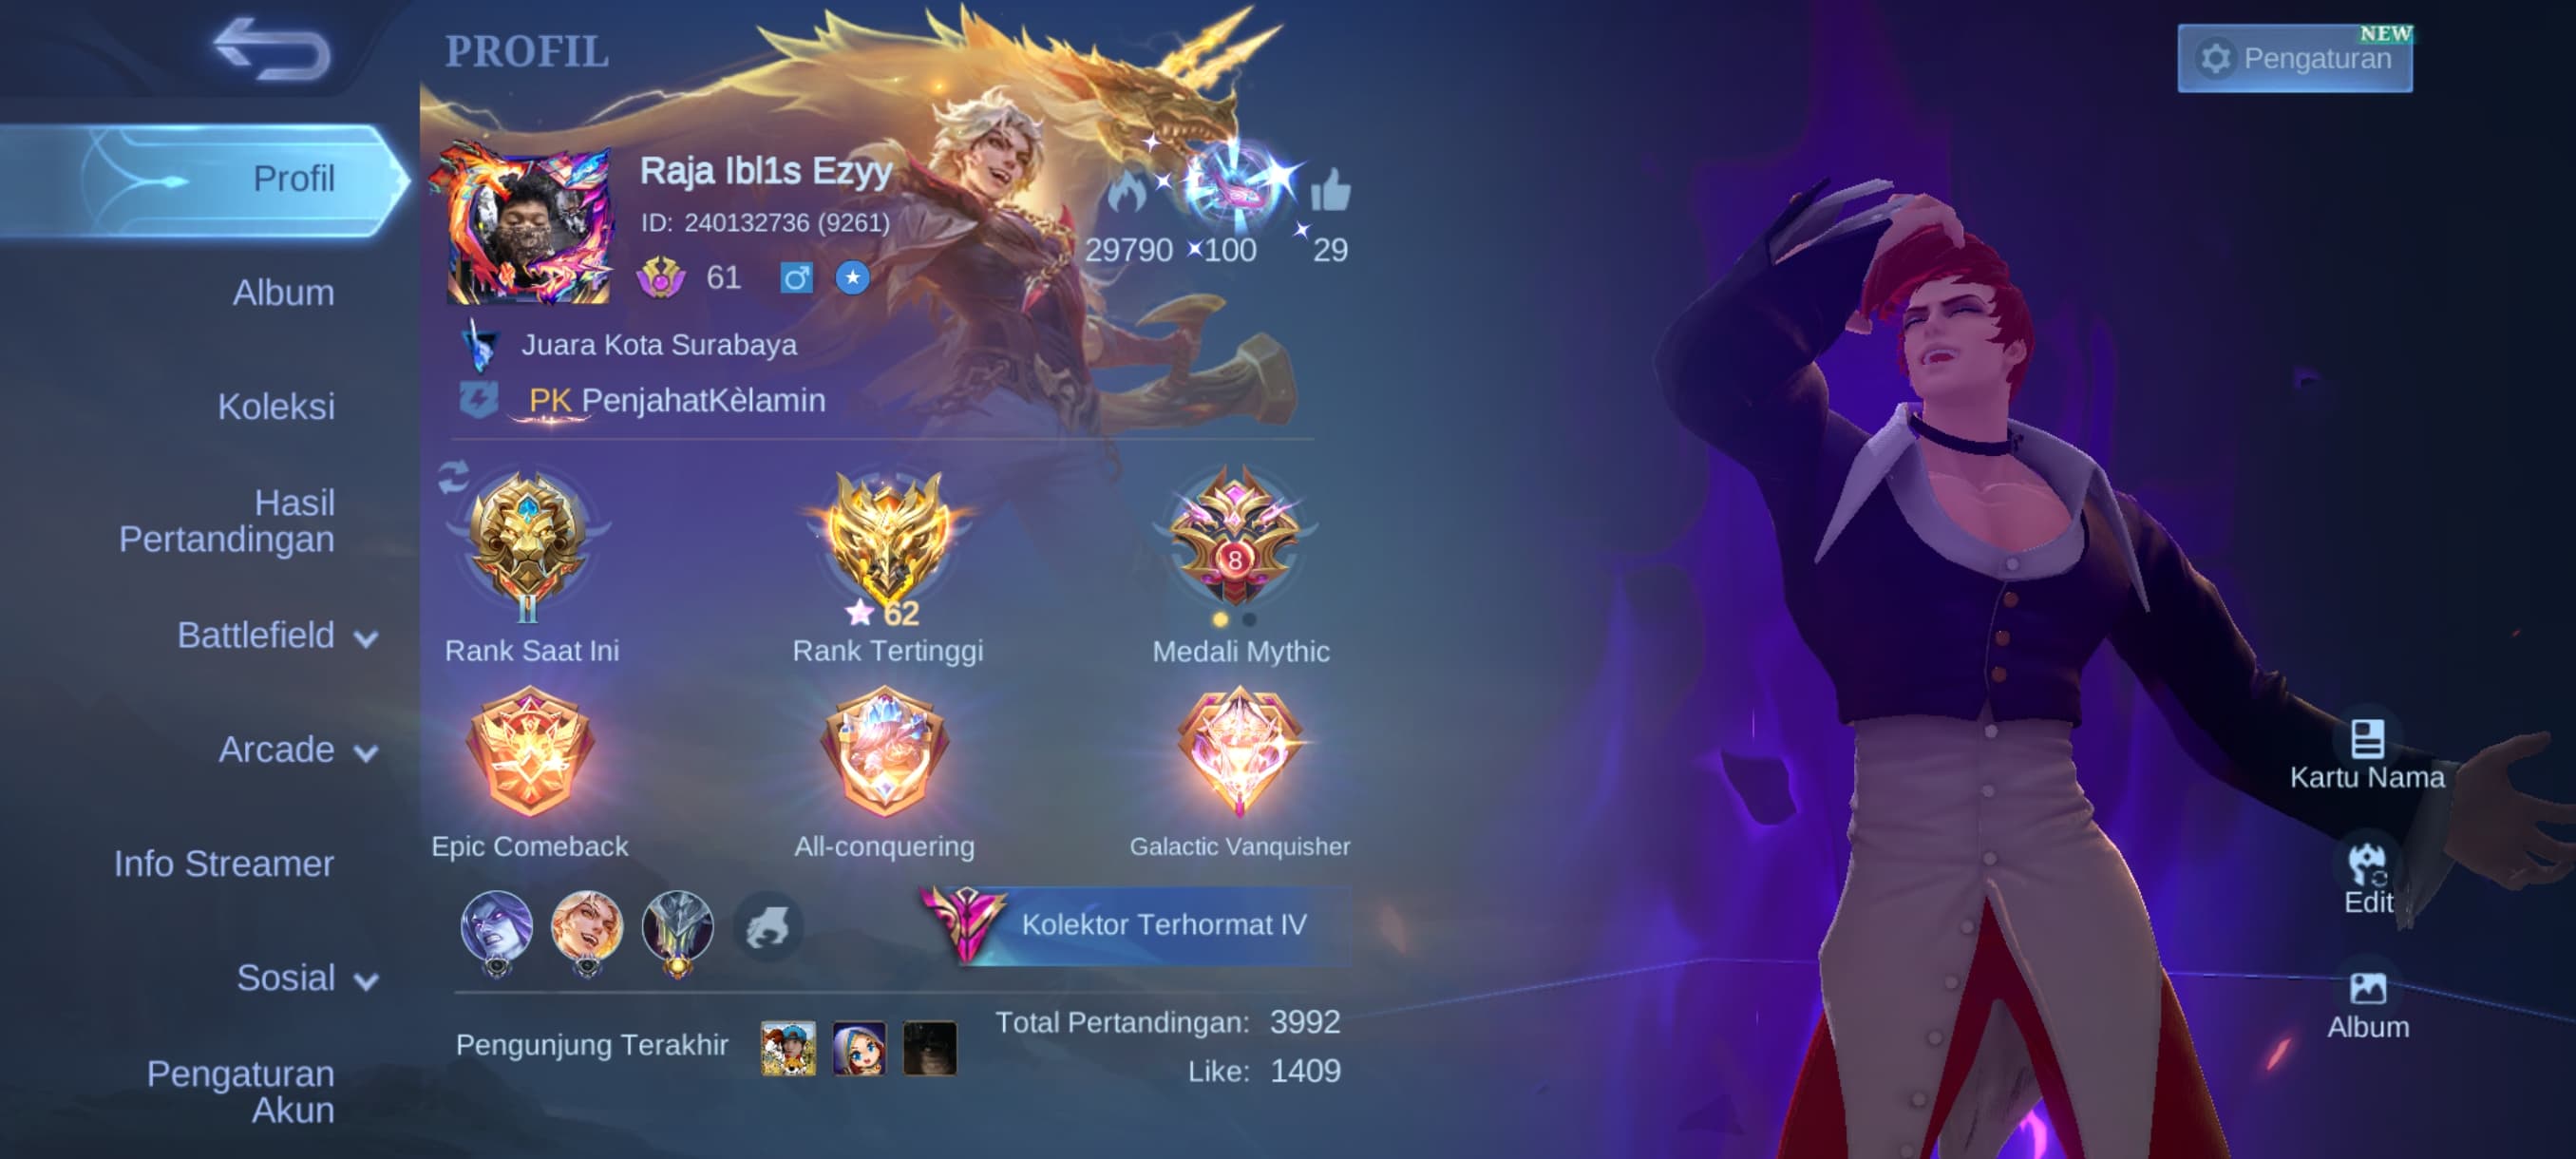 PROFIL
NEW
Pengaturan
Profil
Album
Koleksi
Hasil
Pertandingan
Battlefield
Arcade
Info Streamer
Sosial
Pengaturan
Akun
Raja Ibl1s Ezyy
ID: 240132736 (9261)
61
29790
100
29
Juara Kota Surabaya
PK PenjahatKèlamin
II
62
8
Rank Saat Ini
Rank Tertinggi
Medali Mythic
Epic Comeback
All-conquering
Galactic Vanquisher
Kolektor Terhormat IV
Pengunjung Terakhir
Total Pertandingan: 3992
Like: 1409
Kartu Nama
Edit
Album